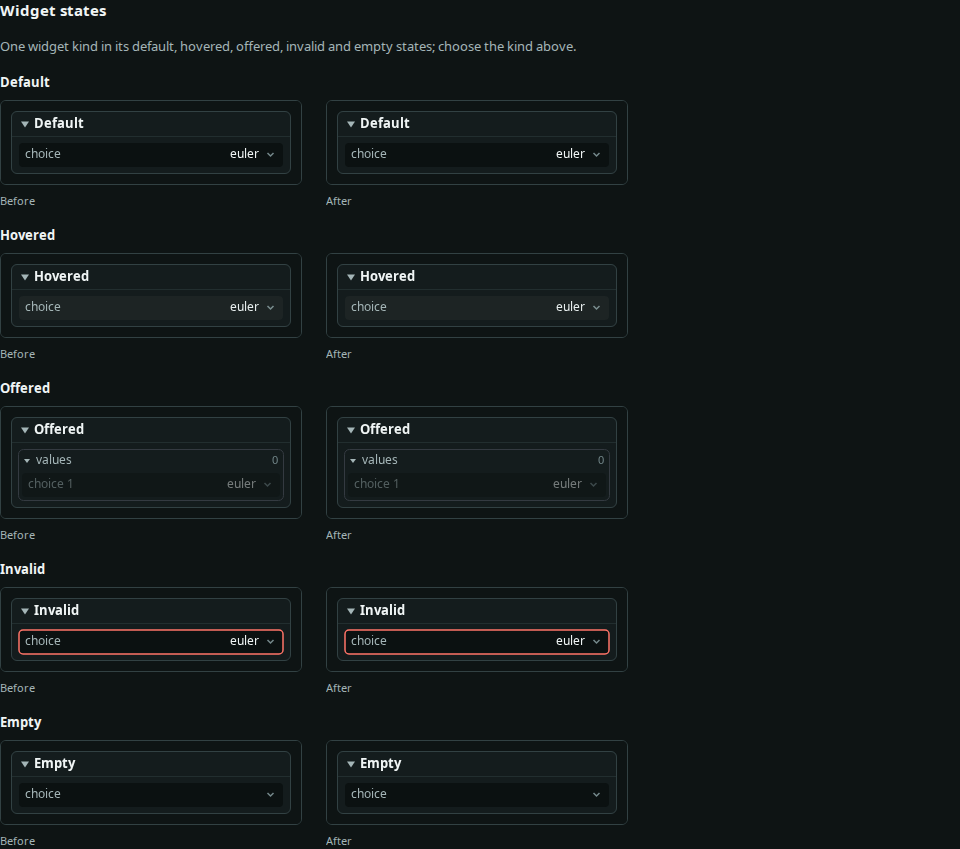 Widget states
One widget kind in its default, hovered, offered, invalid and empty states; choose the kind above.
Default
Default
choice euler
Before
Default
choice euler
After
Hovered
Hovered
choice euler
Before
Hovered
choice euler
After
Offered
Offered
values 0
choice 1 euler
Before
Offered
values 0
choice 1 euler
After
Invalid
Invalid
choice euler
Before
Invalid
choice euler
After
Empty
Empty
choice
Before
Empty
choice
After